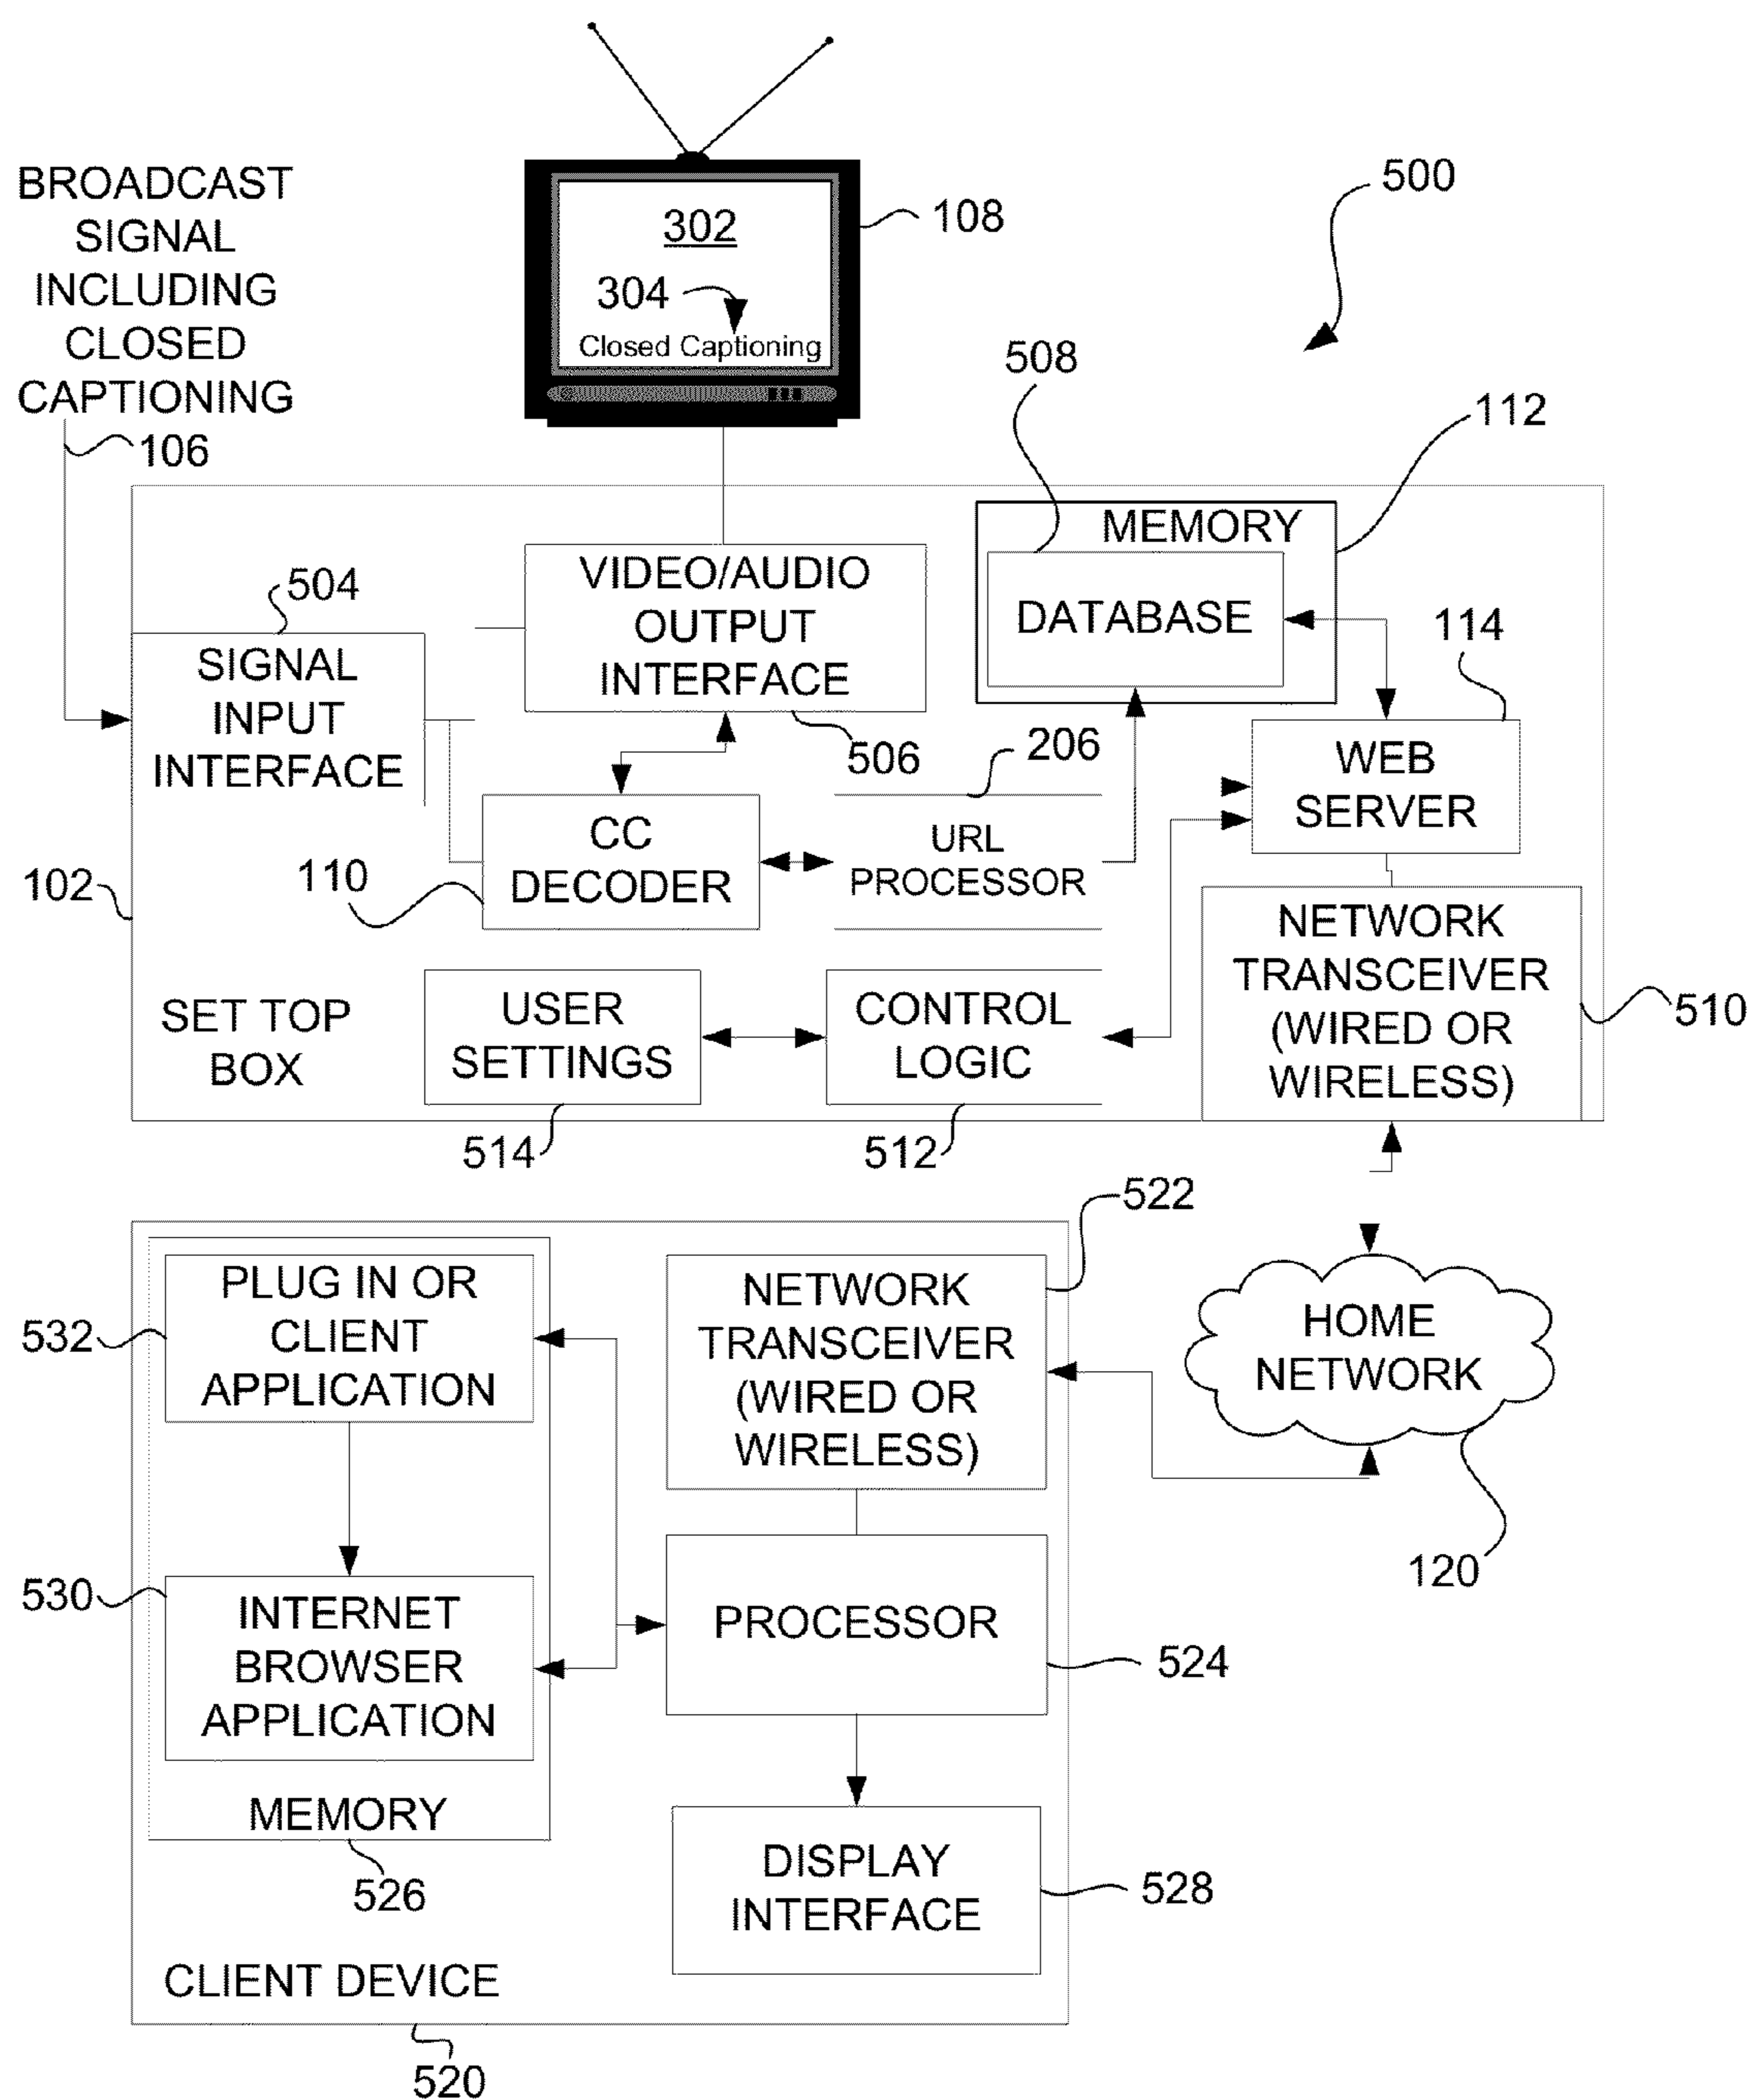 BROADCAST
SIGNAL
INCLUDING
CLOSED
CAPTIONING
106
302
304
Closed Captioning
108
500
508
112
MEMORY
DATABASE
504
SIGNAL
INPUT
INTERFACE
VIDEO/AUDIO
OUTPUT
INTERFACE
506
114
WEB
SERVER
206
URL
PROCESSOR
CC
DECODER
110
102
SET TOP
BOX
USER
SETTINGS
514
CONTROL
LOGIC
512
NETWORK
TRANSCEIVER
(WIRED OR
WIRELESS)
510
522
NETWORK
TRANSCEIVER
(WIRED OR
WIRELESS)
HOME
NETWORK
120
532
PLUG IN OR
CLIENT
APPLICATION
530
INTERNET
BROWSER
APPLICATION
MEMORY
526
PROCESSOR
524
DISPLAY
INTERFACE
528
CLIENT DEVICE
520